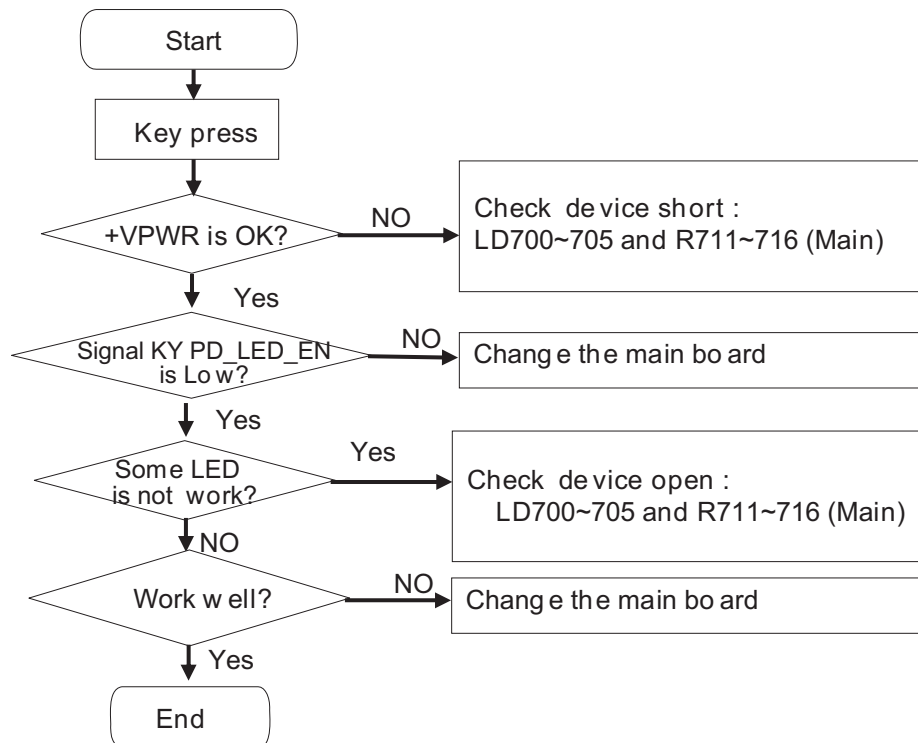 Start
Key press
+VPWR is OK?
NO
Check device short :
LD700~705 and R711~716 (Main)
Yes
Signal KY PD_LED_EN
is Low?
NO
Change the main board
Yes
Some LED
is not work?
Yes
Check device open :
LD700~705 and R711~716 (Main)
NO
Work well?
NO
Change the main board
Yes
End